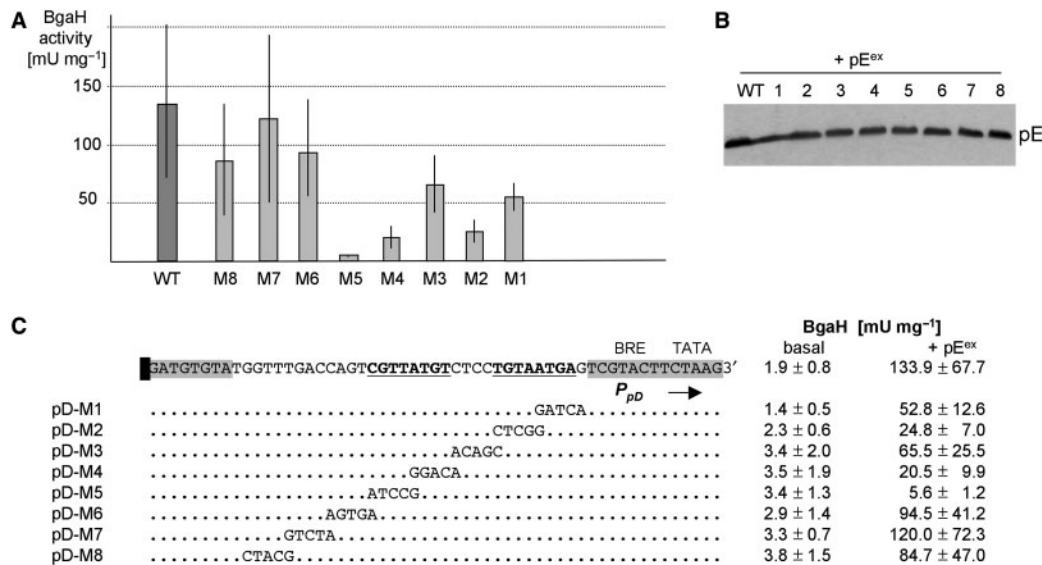 A
BgaH
activity
[mU mg⁻¹]
150
100
50
WT M8 M7 M6 M5 M4 M3 M2 M1
B
+ pEᵉˣ
WT 1 2 3 4 5 6 7 8
pE
C
BgaH [mU mg⁻¹]
BRE TATA basal + pEᵉˣ
GATGTGTATGGTTTGACCAGTCGTTATGTCTCCTGTAATGAGTCGTACTTCTAAG3′ 1.9 ± 0.8 133.9 ± 67.7
PpD
pD-M1 .....................................GATCA............. 1.4 ± 0.5 52.8 ± 12.6
pD-M2 .................................CTCGG................. 2.3 ± 0.6 24.8 ± 7.0
pD-M3 .............................ACAGC..................... 3.4 ± 2.0 65.5 ± 25.5
pD-M4 .........................GGACA......................... 3.5 ± 1.9 20.5 ± 9.9
pD-M5 .....................ATCCG............................. 3.4 ± 1.3 5.6 ± 1.2
pD-M6 .................AGTGA................................. 2.9 ± 1.4 94.5 ± 41.2
pD-M7 .............GTCTA..................................... 3.3 ± 0.7 120.0 ± 72.3
pD-M8 .........CTACG......................................... 3.8 ± 1.5 84.7 ± 47.0